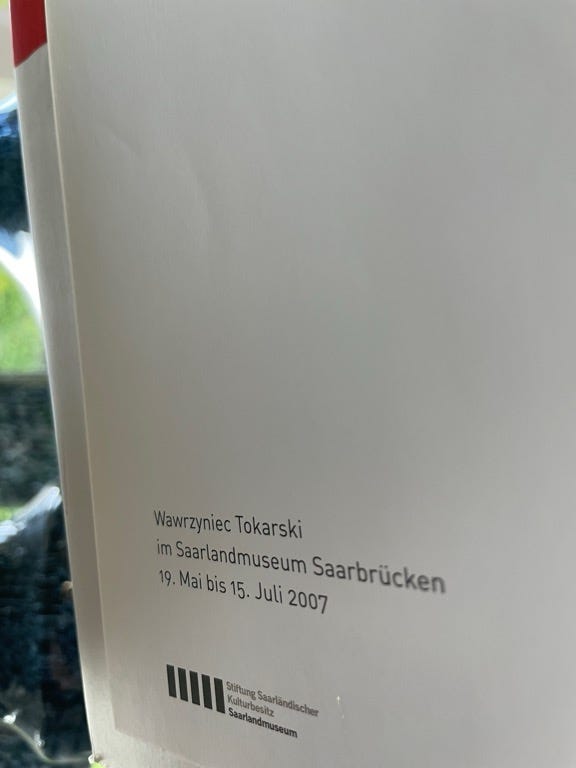 Wawrzyniec Tokarski
im Saarlandmuseum Saarbrücken
19. Mai bis 15. Juli 2007
Stiftung Saarländischer
Kulturbesitz
Saarlandmuseum